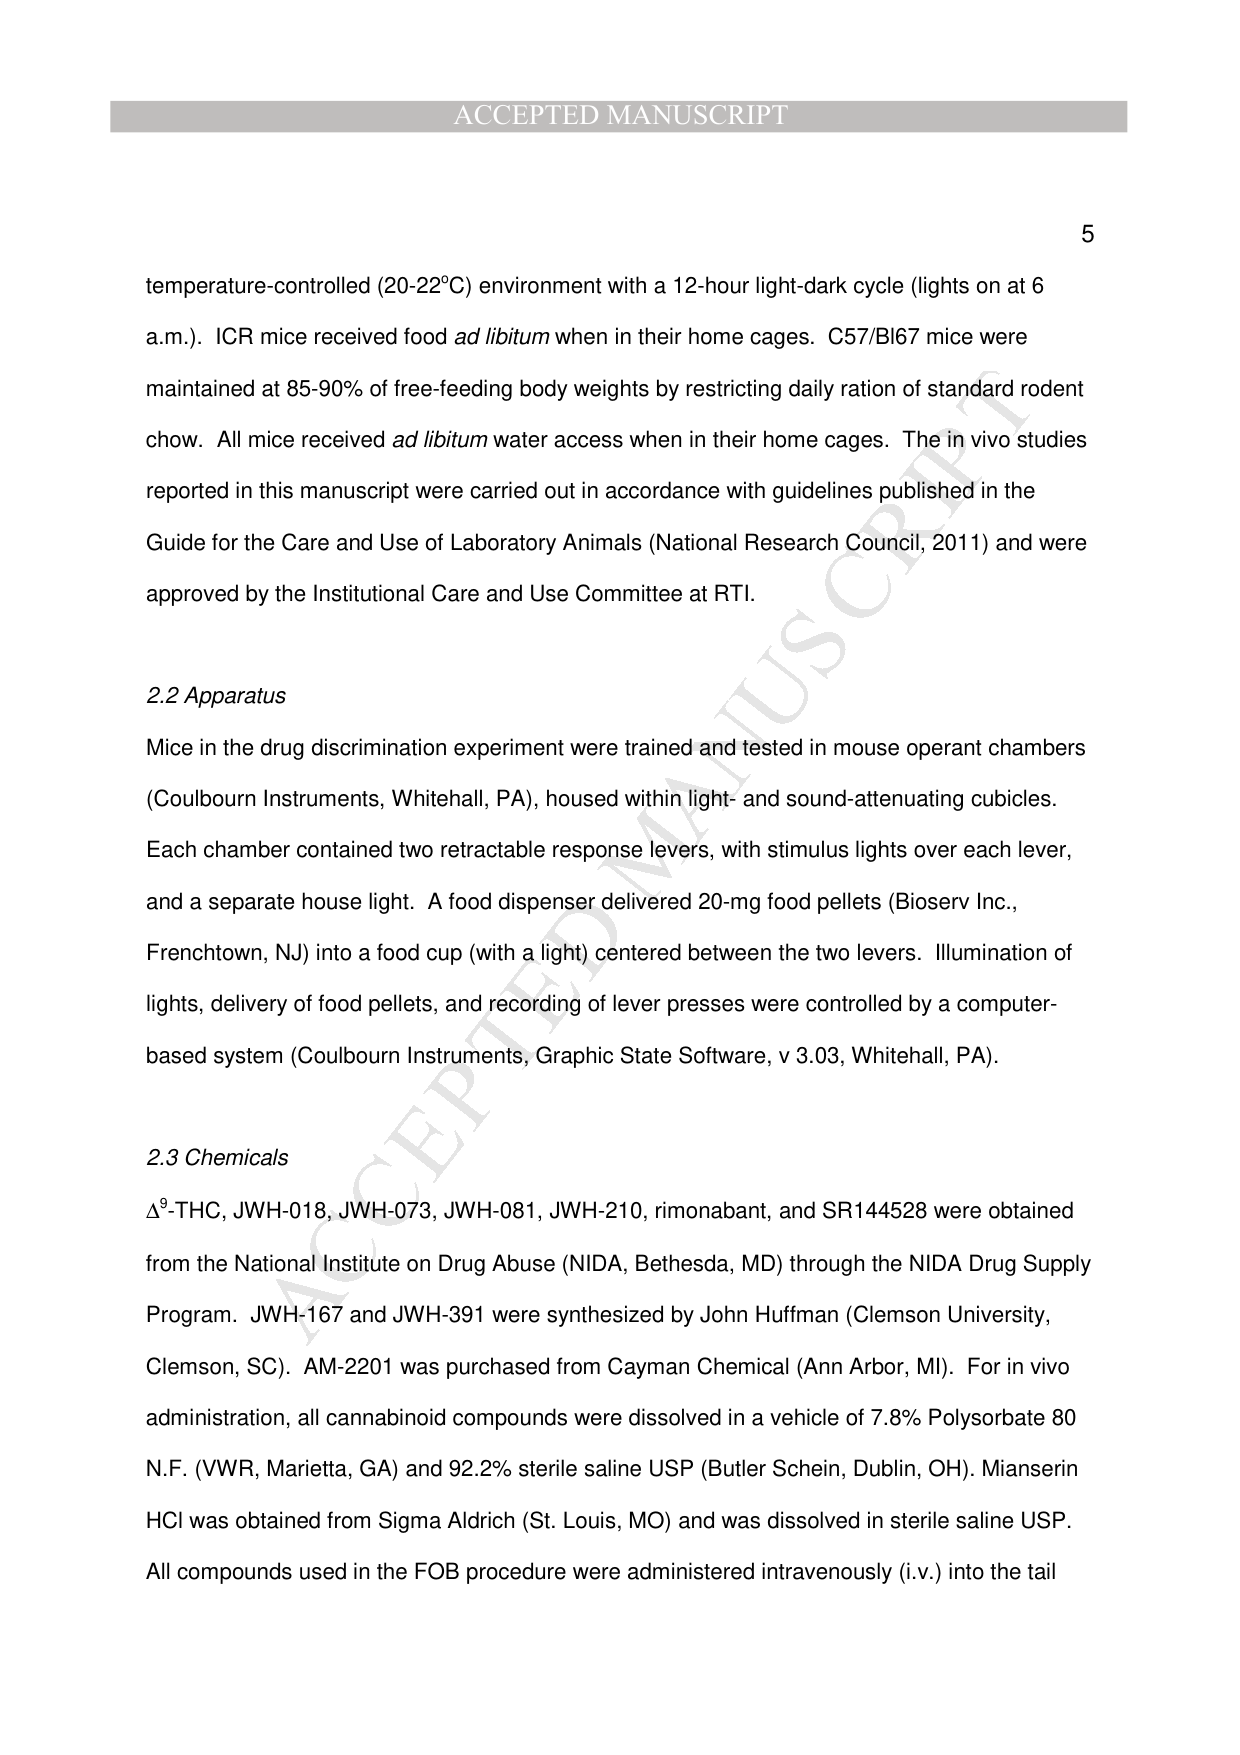 ACCEPTED MANUSCRIPT
5
temperature-controlled (20-22°C) environment with a 12-hour light-dark cycle (lights on at 6
a.m.).  ICR mice received food ad libitum when in their home cages.  C57/Bl67 mice were
maintained at 85-90% of free-feeding body weights by restricting daily ration of standard rodent
chow.  All mice received ad libitum water access when in their home cages.  The in vivo studies
reported in this manuscript were carried out in accordance with guidelines published in the
Guide for the Care and Use of Laboratory Animals (National Research Council, 2011) and were
approved by the Institutional Care and Use Committee at RTI.
2.2 Apparatus
Mice in the drug discrimination experiment were trained and tested in mouse operant chambers
(Coulbourn Instruments, Whitehall, PA), housed within light- and sound-attenuating cubicles.
Each chamber contained two retractable response levers, with stimulus lights over each lever,
and a separate house light.  A food dispenser delivered 20-mg food pellets (Bioserv Inc.,
Frenchtown, NJ) into a food cup (with a light) centered between the two levers.  Illumination of
lights, delivery of food pellets, and recording of lever presses were controlled by a computer-
based system (Coulbourn Instruments, Graphic State Software, v 3.03, Whitehall, PA).
2.3 Chemicals
Δ⁹-THC, JWH-018, JWH-073, JWH-081, JWH-210, rimonabant, and SR144528 were obtained
from the National Institute on Drug Abuse (NIDA, Bethesda, MD) through the NIDA Drug Supply
Program.  JWH-167 and JWH-391 were synthesized by John Huffman (Clemson University,
Clemson, SC).  AM-2201 was purchased from Cayman Chemical (Ann Arbor, MI).  For in vivo
administration, all cannabinoid compounds were dissolved in a vehicle of 7.8% Polysorbate 80
N.F. (VWR, Marietta, GA) and 92.2% sterile saline USP (Butler Schein, Dublin, OH). Mianserin
HCl was obtained from Sigma Aldrich (St. Louis, MO) and was dissolved in sterile saline USP.
All compounds used in the FOB procedure were administered intravenously (i.v.) into the tail
ACCEPTED MANUSCRIPT